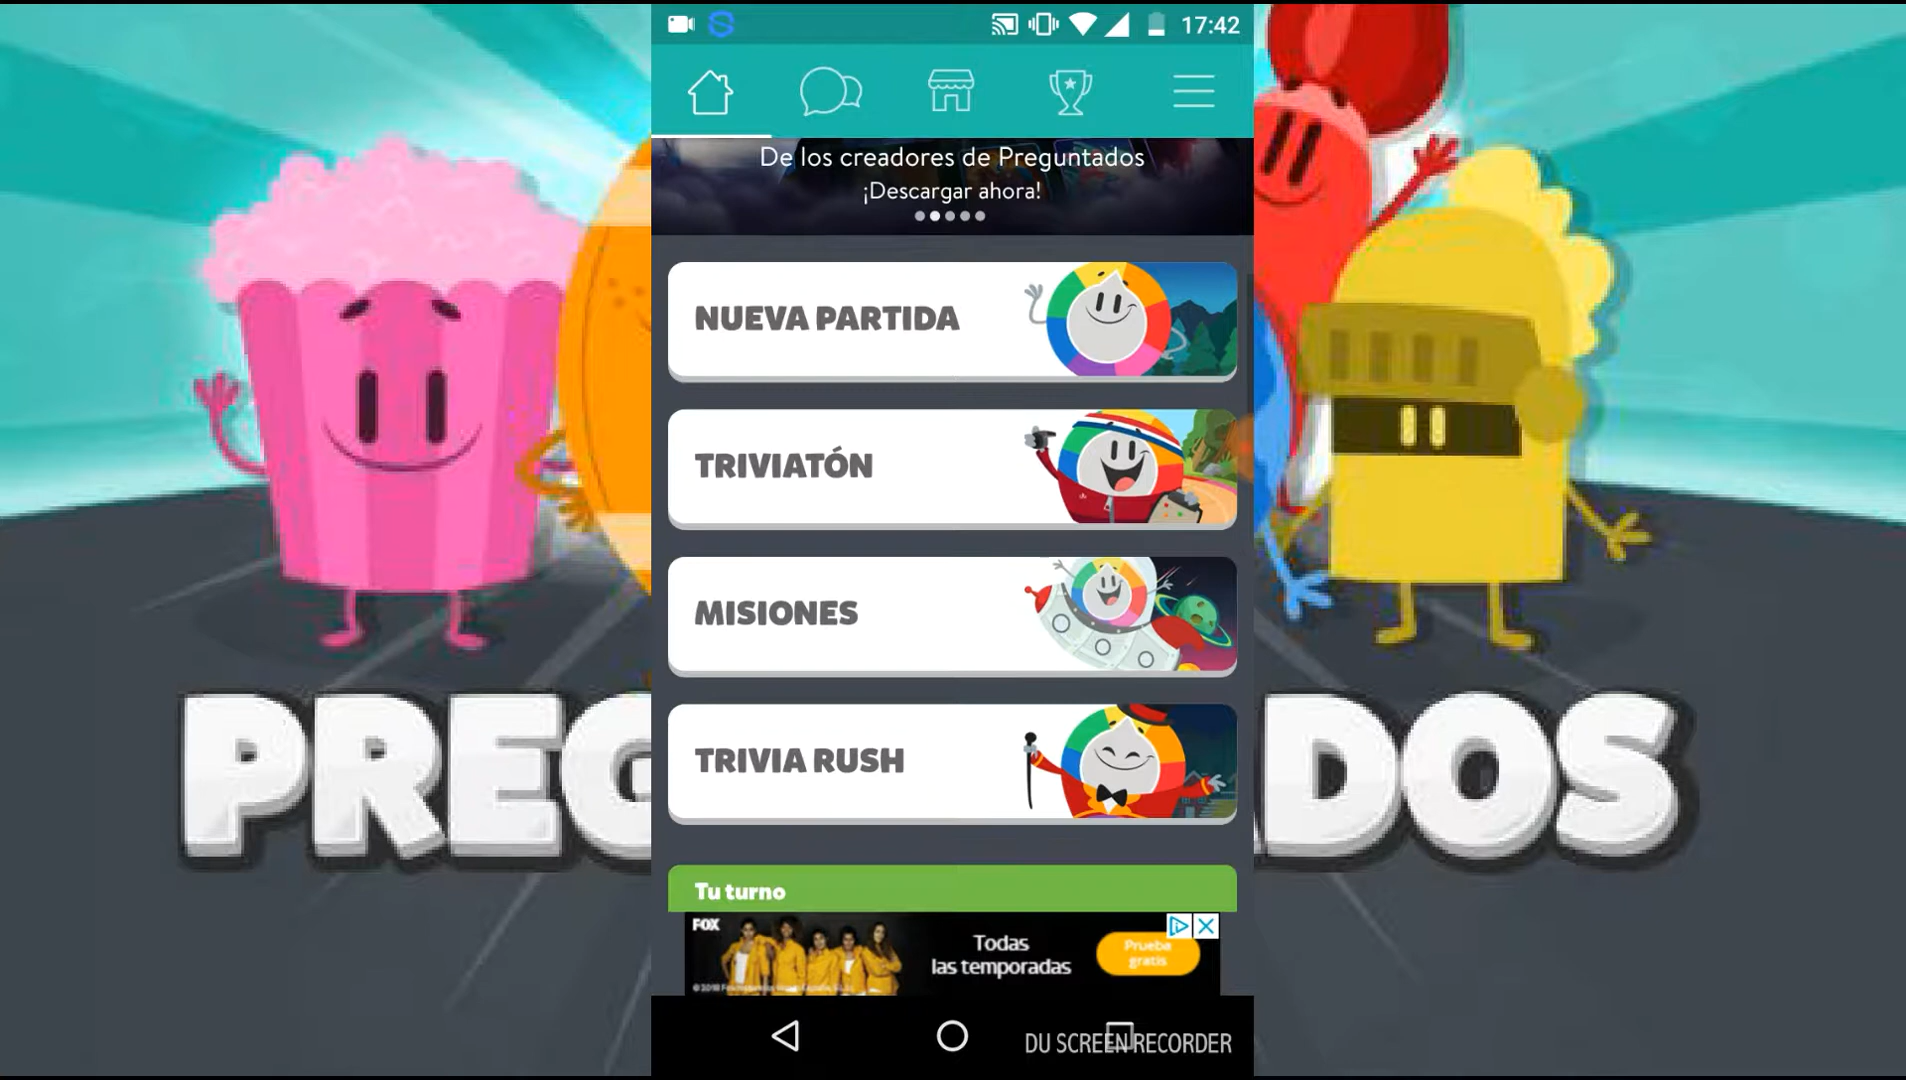 17:42
De los creadores de Preguntados
¡Descargar ahora!
NUEVA PARTIDA
TRIVIATÓN
MISIONES
TRIVIA RUSH
PREG
DOS
Tu turno
FOX
Todas
las temporadas
Prueba
gratis
DU SCREEN RECORDER